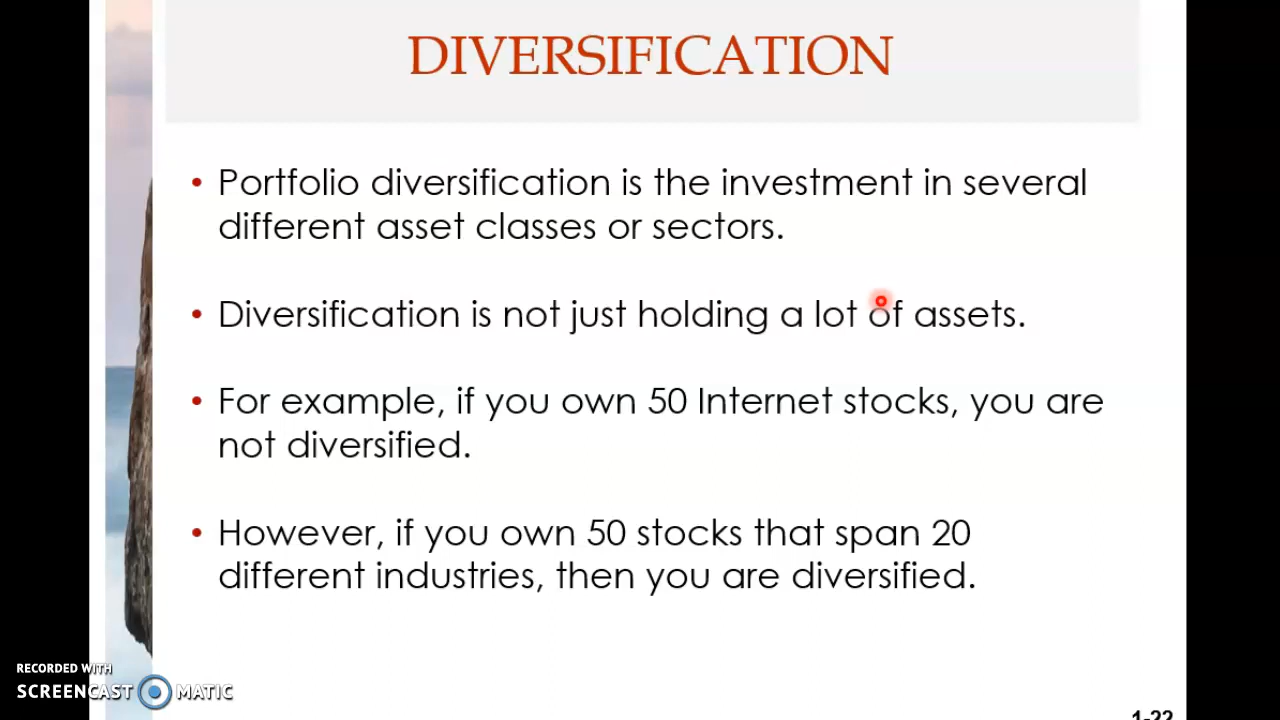 DIVERSIFICATION
• Portfolio diversification is the investment in several
different asset classes or sectors.
• Diversification is not just holding a lot of assets.
• For example, if you own 50 Internet stocks, you are
not diversified.
• However, if you own 50 stocks that span 20
different industries, then you are diversified.
RECORDED WITH
SCREENCAST MATIC
1-22